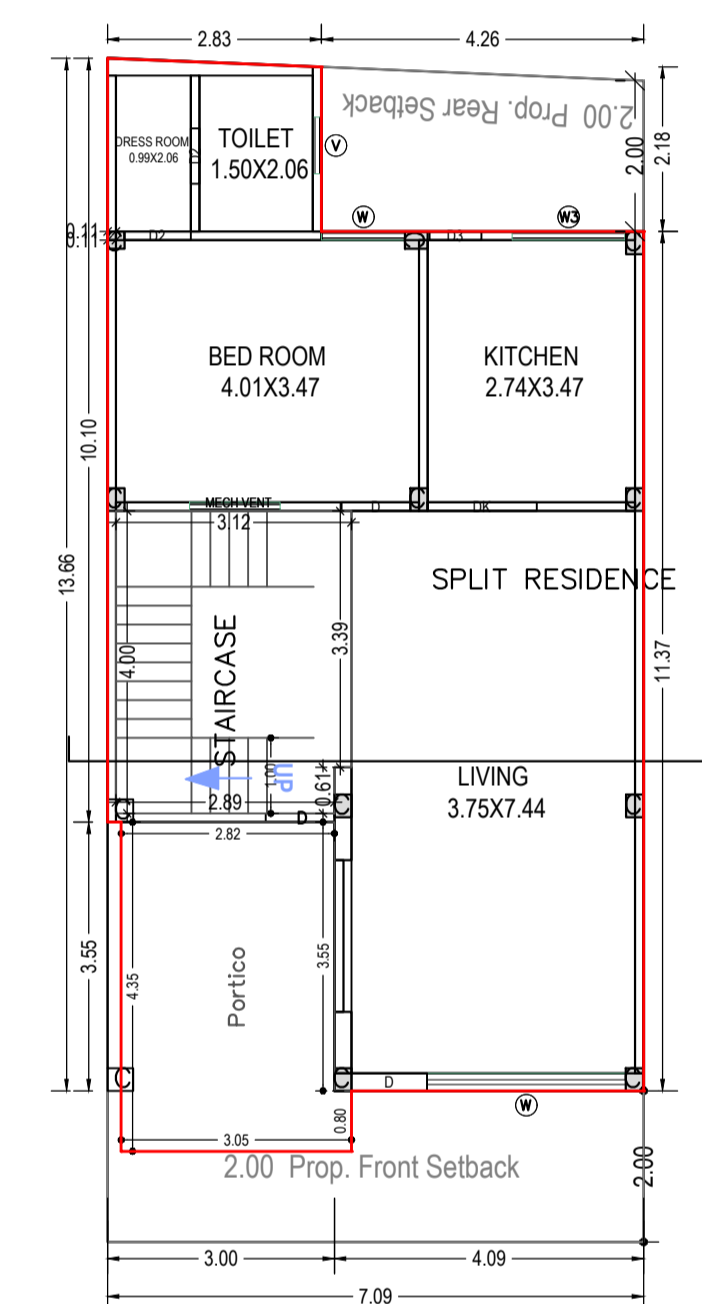 2.83
4.26
2.00 Prop. Rear Setback
DRESS ROOM
0.99X2.06
D2
TOILET
1.50X2.06
V
2.00
2.18
W
W3
0.11
0.11
D2
D3
BED ROOM
4.01X3.47
KITCHEN
2.74X3.47
10.10
13.66
MECH VENT
D
DK
3.12
SPLIT RESIDENCE
4.00
STAIRCASE
3.39
11.37
UP
1.00
0.61
LIVING
3.75X7.44
2.89
D
2.82
3.55
4.35
Portico
3.55
D
W
0.80
3.05
2.00 Prop. Front Setback
2.00
3.00
4.09
7.09